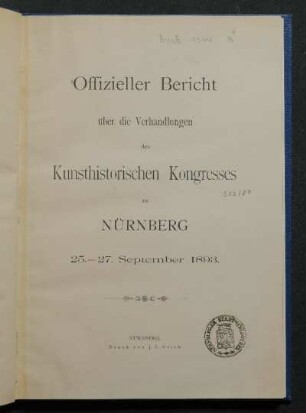 Offizieller Bericht
über die Verhandlungen
des
Kunsthistorischen Kongresses
zu
NÜRNBERG
25.—27. September 1893.
NÜRNBERG.
Druck von J. L. Stich